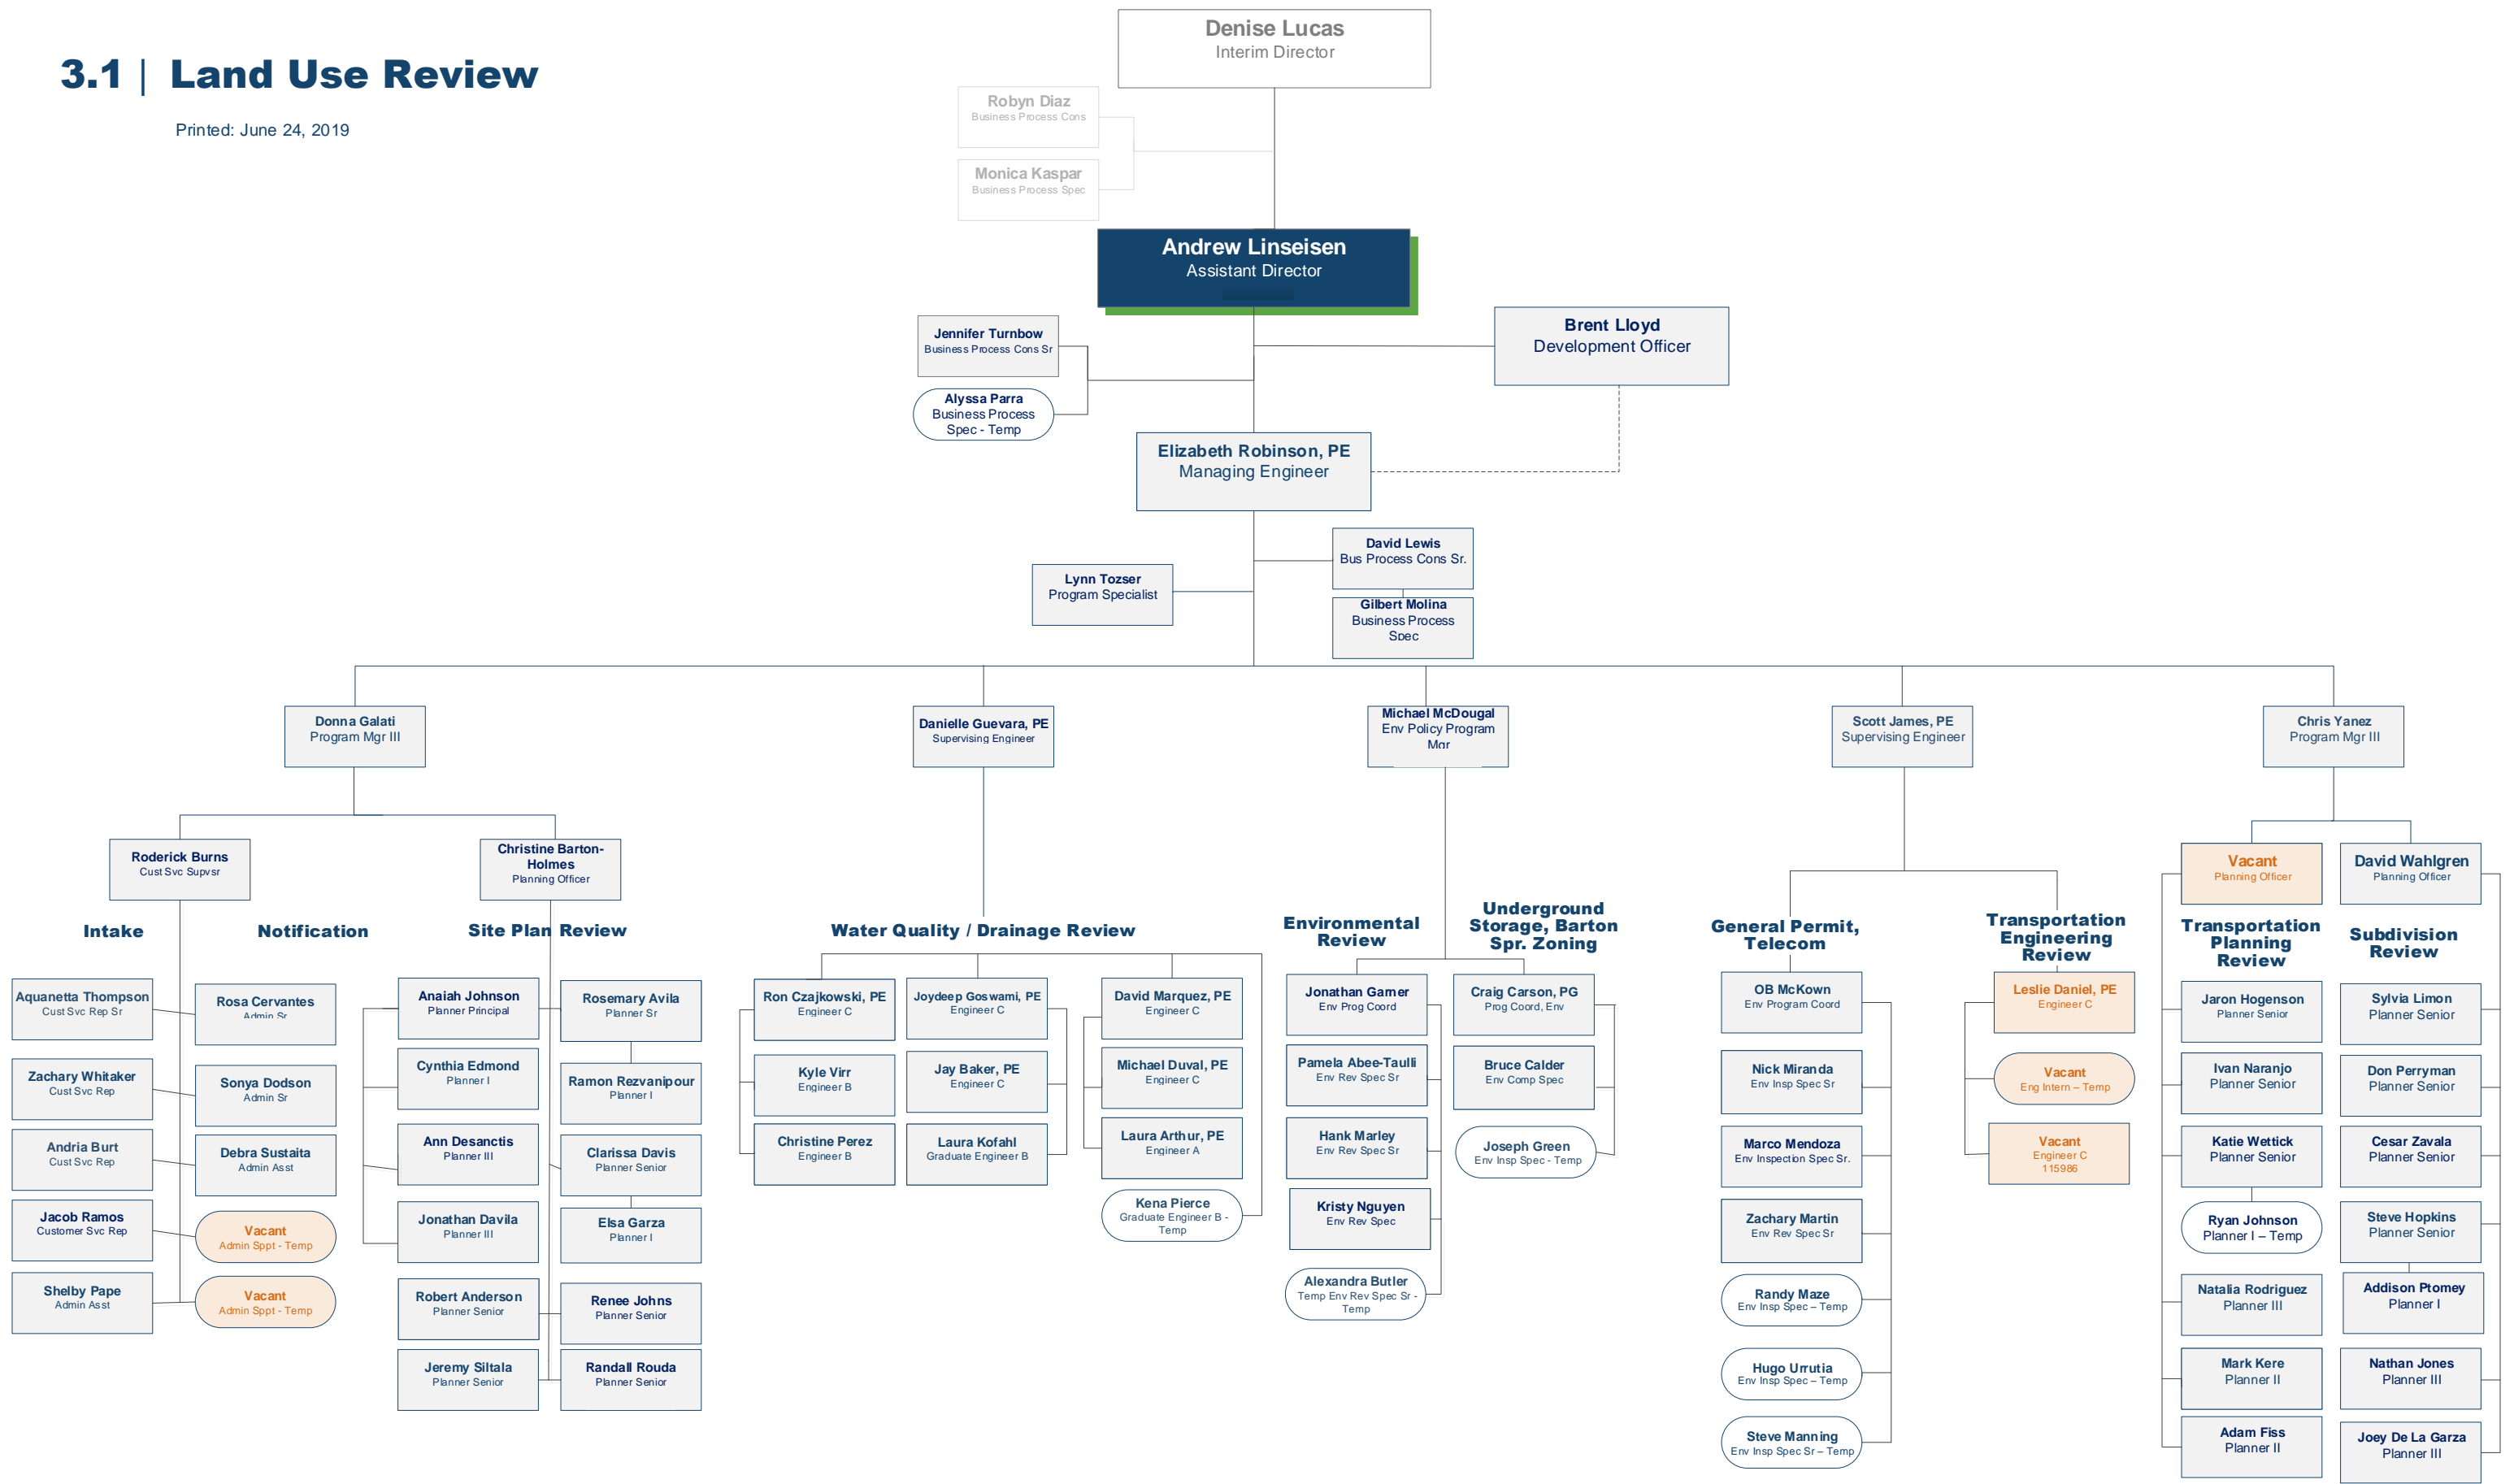 3.1 | Land Use Review
Printed: June 24, 2019
Denise Lucas
Interim Director
Robyn Diaz
Business Process Cons
Monica Kaspar
Business Process Spec
Andrew Linseisen
Assistant Director
Jennifer Turnbow
Business Process Cons Sr
Alyssa Parra
Business Process
Spec - Temp
Brent Lloyd
Development Officer
Elizabeth Robinson, PE
Managing Engineer
David Lewis
Bus Process Cons Sr.
Lynn Tozser
Program Specialist
Gilbert Molina
Business Process
Spec
Donna Galati
Program Mgr III
Danielle Guevara, PE
Supervising Engineer
Michael McDougal
Env Policy Program
Mgr
Scott James, PE
Supervising Engineer
Chris Yanez
Program Mgr III
Roderick Burns
Cust Svc Supvsr
Christine Barton-
Holmes
Planning Officer
Vacant
Planning Officer
David Wahlgren
Planning Officer
Intake
Aquanetta Thompson
Cust Svc Rep Sr
Zachary Whitaker
Cust Svc Rep
Andria Burt
Cust Svc Rep
Jacob Ramos
Customer Svc Rep
Shelby Pape
Admin Asst
Notification
Rosa Cervantes
Admin Sr
Sonya Dodson
Admin Sr
Debra Sustaita
Admin Asst
Vacant
Admin Sppt - Temp
Vacant
Admin Sppt - Temp
Site Plan Review
Anaiah Johnson
Planner Principal
Cynthia Edmond
Planner I
Ann Desanctis
Planner III
Jonathan Davila
Planner III
Robert Anderson
Planner Senior
Jeremy Siltala
Planner Senior
Rosemary Avila
Planner Sr
Ramon Rezvanipour
Planner I
Clarissa Davis
Planner Senior
Elsa Garza
Planner I
Renee Johns
Planner Senior
Randall Rouda
Planner Senior
Water Quality / Drainage Review
Ron Czajkowski, PE
Engineer C
Kyle Virr
Engineer B
Christine Perez
Engineer B
Joydeep Goswami, PE
Engineer C
Jay Baker, PE
Engineer C
Laura Kofahl
Graduate Engineer B
David Marquez, PE
Engineer C
Michael Duval, PE
Engineer C
Laura Arthur, PE
Engineer A
Kena Pierce
Graduate Engineer B -
Temp
Environmental
Review
Jonathan Garner
Env Prog Coord
Pamela Abee-Taulli
Env Rev Spec Sr
Hank Marley
Env Rev Spec Sr
Kristy Nguyen
Env Rev Spec
Alexandra Butler
Temp Env Rev Spec Sr -
Temp
Underground
Storage, Barton
Spr. Zoning
Craig Carson, PG
Prog Coord, Env
Bruce Calder
Env Comp Spec
Joseph Green
Env Insp Spec - Temp
General Permit,
Telecom
OB McKown
Env Program Coord
Nick Miranda
Env Insp Spec Sr
Marco Mendoza
Env Inspection Spec Sr.
Zachary Martin
Env Rev Spec Sr
Randy Maze
Env Insp Spec – Temp
Hugo Urrutia
Env Insp Spec – Temp
Steve Manning
Env Insp Spec Sr – Temp
Transportation
Engineering
Review
Leslie Daniel, PE
Engineer C
Vacant
Eng Intern – Temp
Vacant
Engineer C
115986
Transportation
Planning
Review
Jaron Hogenson
Planner Senior
Ivan Naranjo
Planner Senior
Katie Wettick
Planner Senior
Ryan Johnson
Planner I – Temp
Natalia Rodriguez
Planner III
Mark Kere
Planner II
Adam Fiss
Planner II
Subdivision
Review
Sylvia Limon
Planner Senior
Don Perryman
Planner Senior
Cesar Zavala
Planner Senior
Steve Hopkins
Planner Senior
Addison Ptomey
Planner I
Nathan Jones
Planner III
Joey De La Garza
Planner III